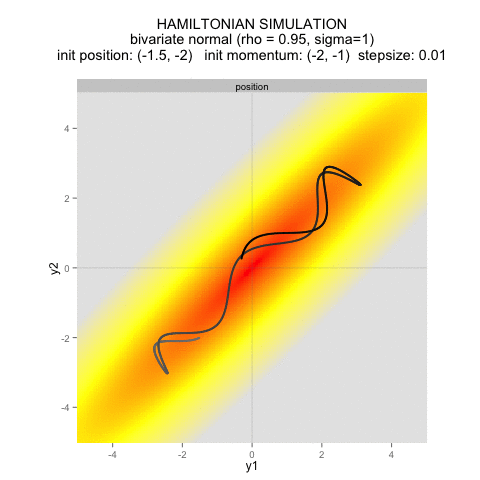 HAMILTONIAN SIMULATION
bivariate normal (rho = 0.95, sigma=1)
init position: (-1.5, -2)   init momentum: (-2, -1)  stepsize: 0.01
position
4
2
0
-2
-4
y2
-4 -2 0 2 4
y1